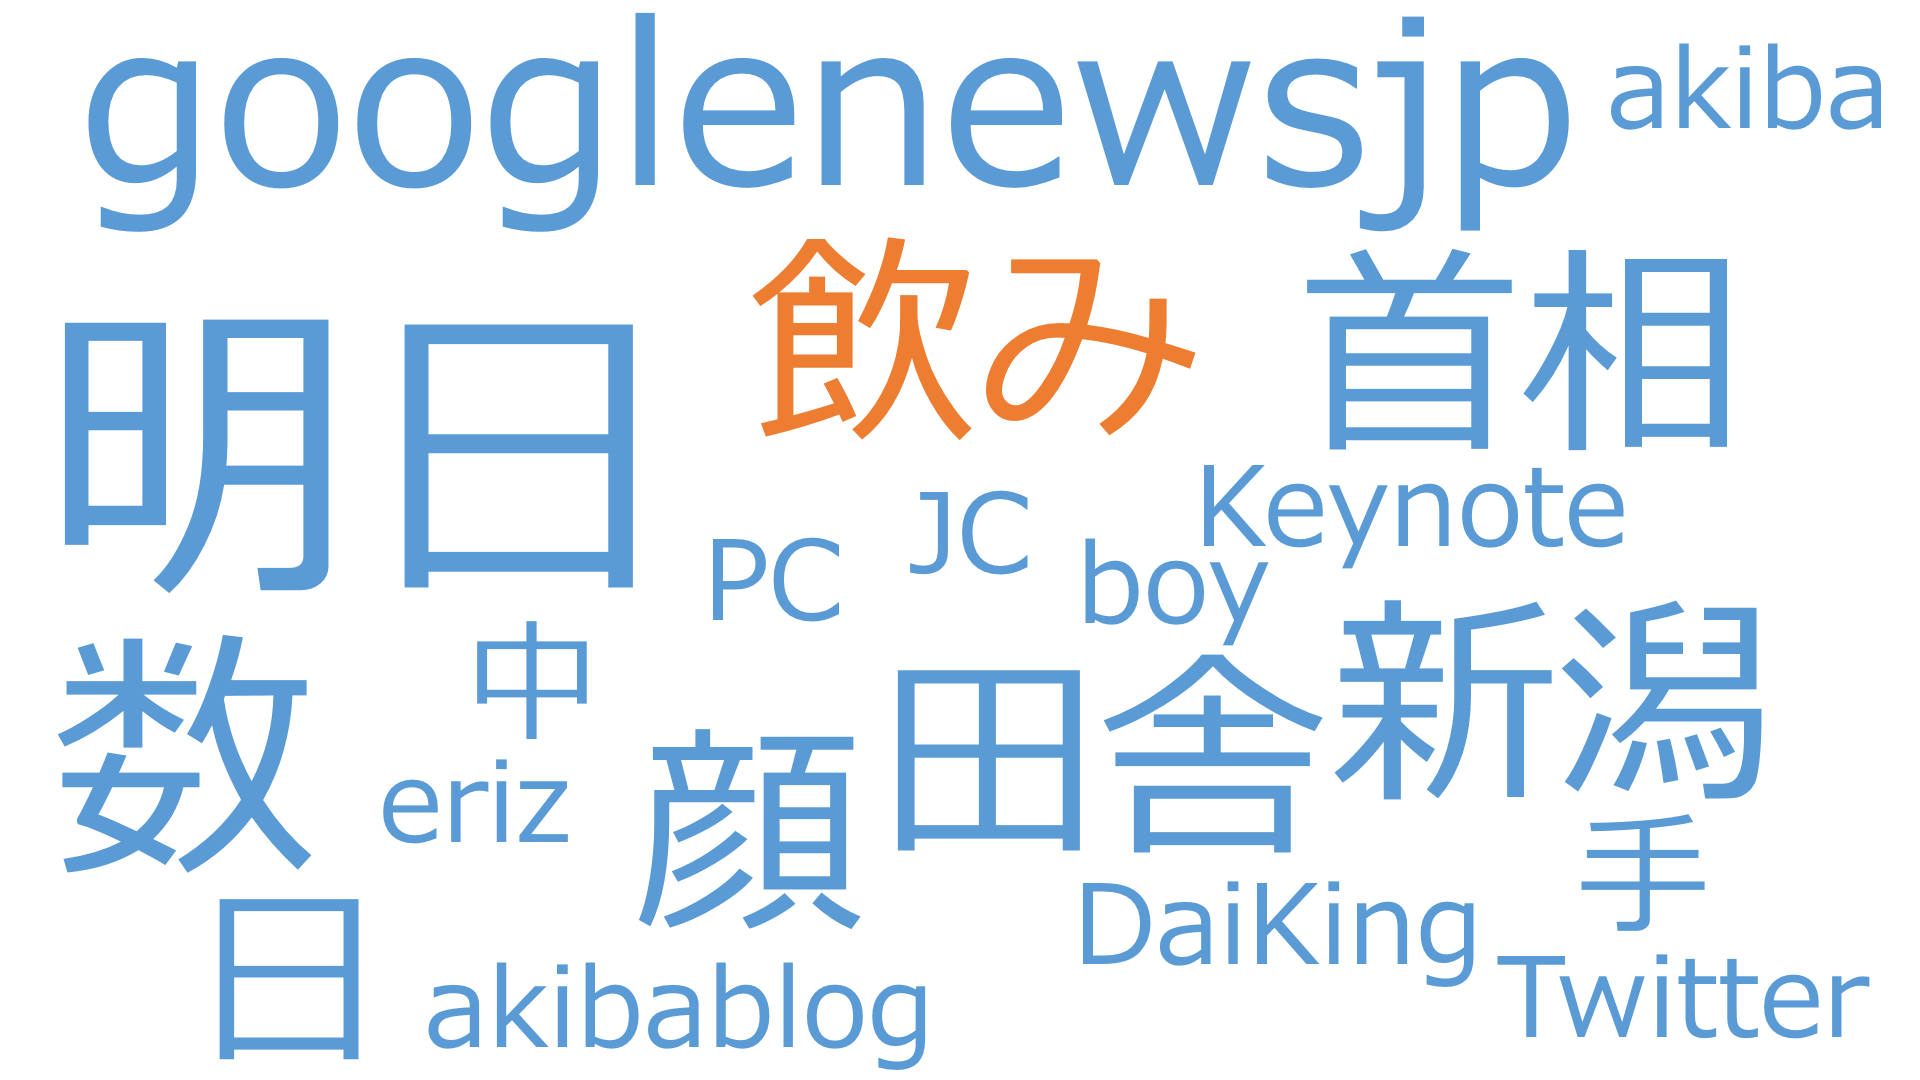 googlenewsjp
akiba
明日
飲み
首相
Keynote
JC
PC
boy
数
中
eriz
顔
田舎
新潟
手
日
akibablog
DaiKing
Twitter